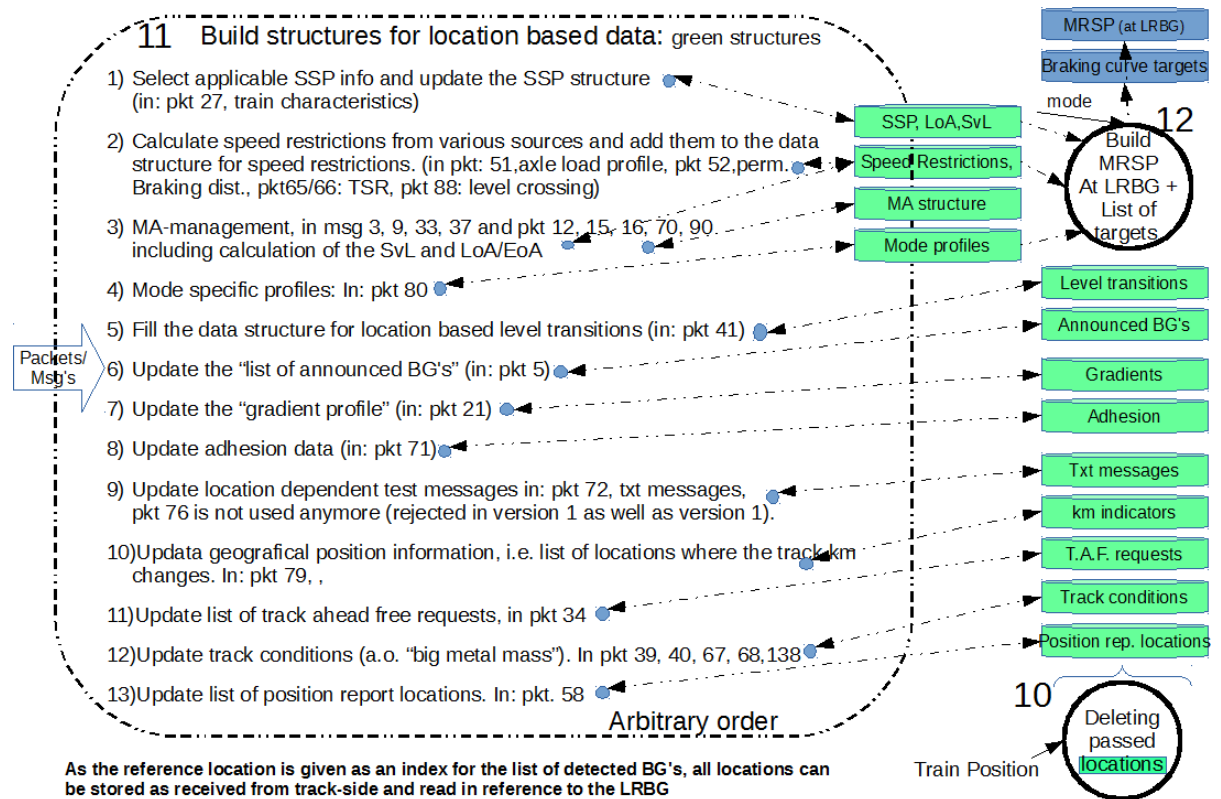 11 Build structures for location based data: green structures
1) Select applicable SSP info and update the SSP structure
(in: pkt 27, train characteristics)
2) Calculate speed restrictions from various sources and add them to the data
structure for speed restrictions. (in pkt: 51,axle load profile, pkt 52,perm.
Braking dist., pkt65/66: TSR, pkt 88: level crossing)
3) MA-management, in msg 3, 9, 33, 37 and pkt 12, 15, 16, 70, 90
including calculation of the SvL and LoA/EoA
4) Mode specific profiles: In: pkt 80
5) Fill the data structure for location based level transitions (in: pkt 41)
6) Update the “list of announced BG's” (in: pkt 5)
7) Update the “gradient profile” (in: pkt 21)
8) Update adhesion data (in: pkt 71)
9) Update location dependent test messages in: pkt 72, txt messages,
pkt 76 is not used anymore (rejected in version 1 as well as version 1).
10)Updata geografical position information, i.e. list of locations where the track km
changes. In: pkt 79, ,
11)Update list of track ahead free requests, in pkt 34
12)Update track conditions (a.o. “big metal mass”). In pkt 39, 40, 67, 68,138
13)Update list of position report locations. In: pkt. 58
Arbitrary order
Packets/
Msg's
SSP, LoA,SvL
Speed Restrictions,
MA structure
Mode profiles
MRSP (at LRBG)
Braking curve targets
mode
12
Build
MRSP
At LRBG +
List of
targets
Level transitions
Announced BG's
Gradients
Adhesion
Txt messages
km indicators
T.A.F. requests
Track conditions
Position rep. locations
10
Deleting
passed
locations
Train Position
As the reference location is given as an index for the list of detected BG's, all locations can
be stored as received from track-side and read in reference to the LRBG